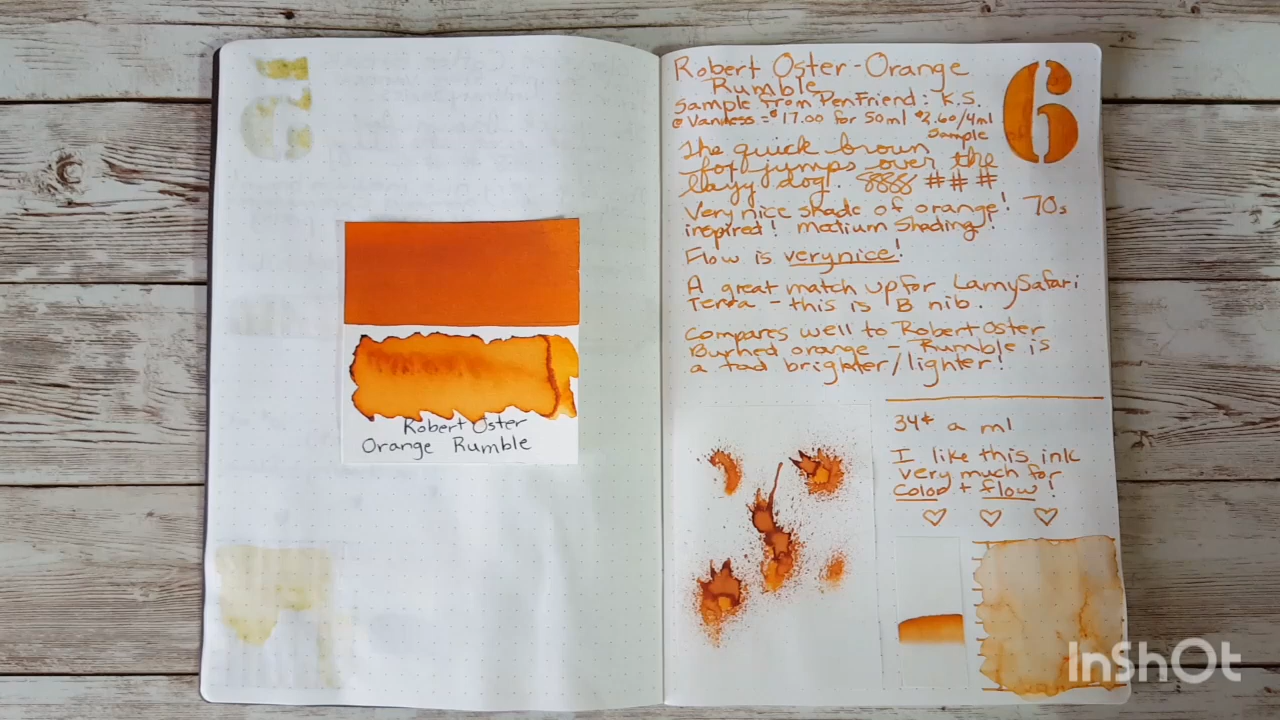 Robert Oster
Orange Rumble
Robert Oster - Orange
Rumble
6
Sample from PenFriend: K.S.
@ Vanness = $17.00 for 50ml $2.60/4ml
Sample
The quick brown
fox jumps over the
lazy dog! 8888 # # #
Very nice shade of orange! 70s
inspired! medium shading!
Flow is very nice!
A great match up for Lamy Safari
Terra - this is B nib.
Compares well to Robert Oster
Burned orange - Rumble is
a tad brighter/lighter!
34¢ a ml
I like this ink
very much for
Color + flow!
InShOt